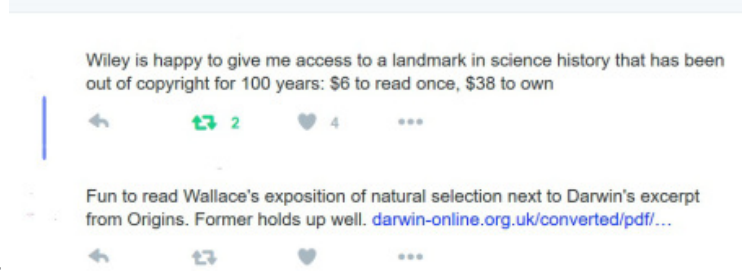 Wiley is happy to give me access to a landmark in science history that has been
out of copyright for 100 years: $6 to read once, $38 to own
2 4
Fun to read Wallace's exposition of natural selection next to Darwin's excerpt
from Origins. Former holds up well. darwin-online.org.uk/converted/pdf/...